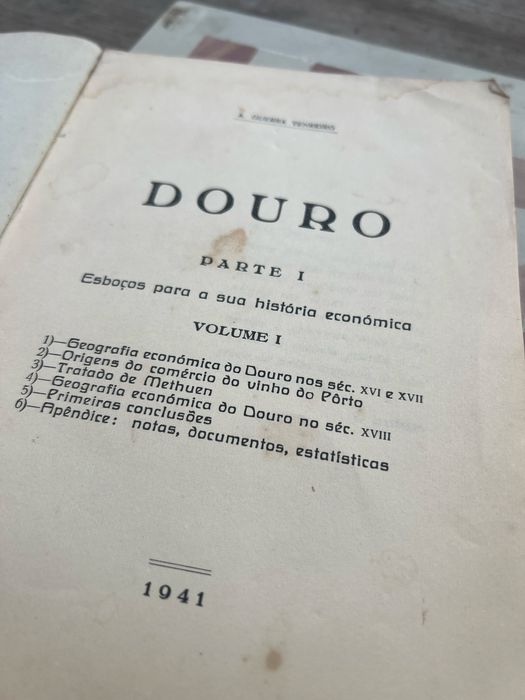 A. GUERRA TENREIRO
DOURO
PARTE I
Esboços para a sua história económica
VOLUME I
1)—Geografia económica do Douro nos séc. XVI e XVII
2)—Origens do comércio do vinho do Pôrto
3)—Tratado de Methuen
4)—Geografia económica do Douro no séc. XVIII
5)—Primeiras conclusões
6)—Apêndice: notas, documentos, estatísticas
1941